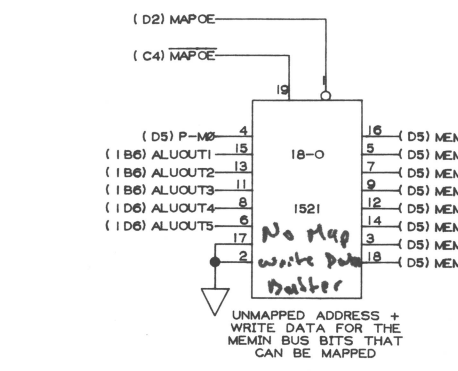 (D2) MAPOE
(C4) MAPOE
19 1
(D5) P-MØ 4 16 (D5) MEM
(1B6) ALUOUT1 15 18-0 5 (D5) MEM
(1B6) ALUOUT2 13 7 (D5) MEM
(1B6) ALUOUT3 11 9 (D5) MEM
(1D6) ALUOUT4 8 1521 12 (D5) MEM
(1D6) ALUOUT5 6 14 (D5) MEM
17 No Map 3 (D5) MEM
2 write Data 18 (D5) MEM
Buffer
UNMAPPED ADDRESS +
WRITE DATA FOR THE
MEMIN BUS BITS THAT
CAN BE MAPPED